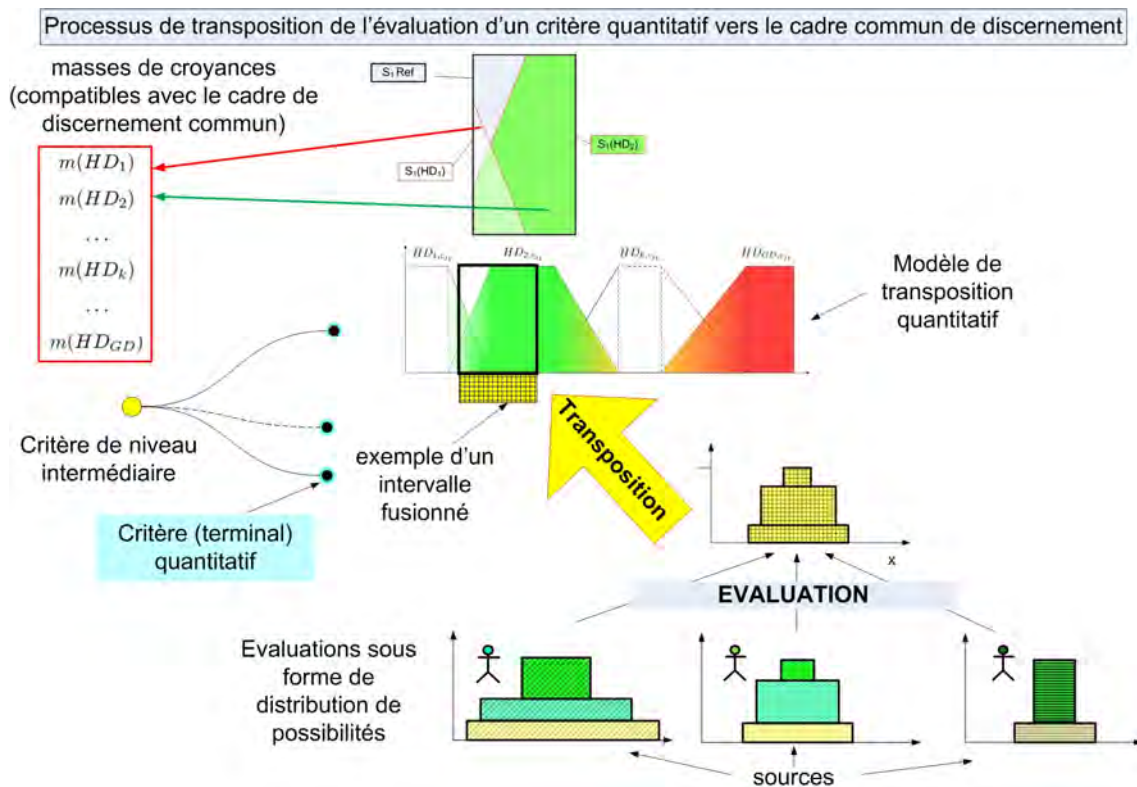 Processus de transposition de l'évaluation d'un critère quantitatif vers le cadre commun de discernement
masses de croyances
(compatibles avec le cadre de
discernement commun)
S₁ Ref
S₁(HD₁)
S₁(HD₂)
m(HD₁)
m(HD₂)
...
m(HDₖ)
...
m(HD_GD)
Modèle de
transposition
quantitatif
Critère de niveau
intermédiaire
exemple d'un
intervalle
fusionné
Transposition
Critère (terminal)
quantitatif
x
EVALUATION
Evaluations sous
forme de
distribution de
possibilités
sources